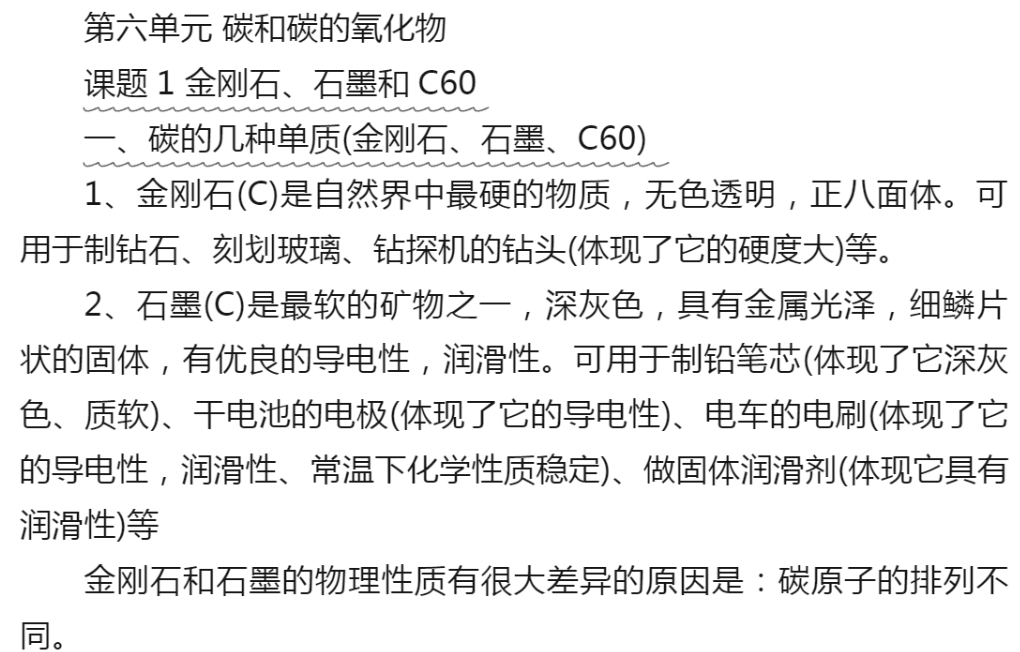 第六单元 碳和碳的氧化物
课题 1 金刚石、石墨和 C60
一、碳的几种单质(金刚石、石墨、C60)
1、金刚石(C)是自然界中最硬的物质，无色透明，正八面体。可
用于制钻石、刻划玻璃、钻探机的钻头(体现了它的硬度大)等。
2、石墨(C)是最软的矿物之一，深灰色，具有金属光泽，细鳞片
状的固体，有优良的导电性，润滑性。可用于制铅笔芯(体现了它深灰
色、质软)、干电池的电极(体现了它的导电性)、电车的电刷(体现了它
的导电性，润滑性、常温下化学性质稳定)、做固体润滑剂(体现它具有
润滑性)等
金刚石和石墨的物理性质有很大差异的原因是：碳原子的排列不
同。